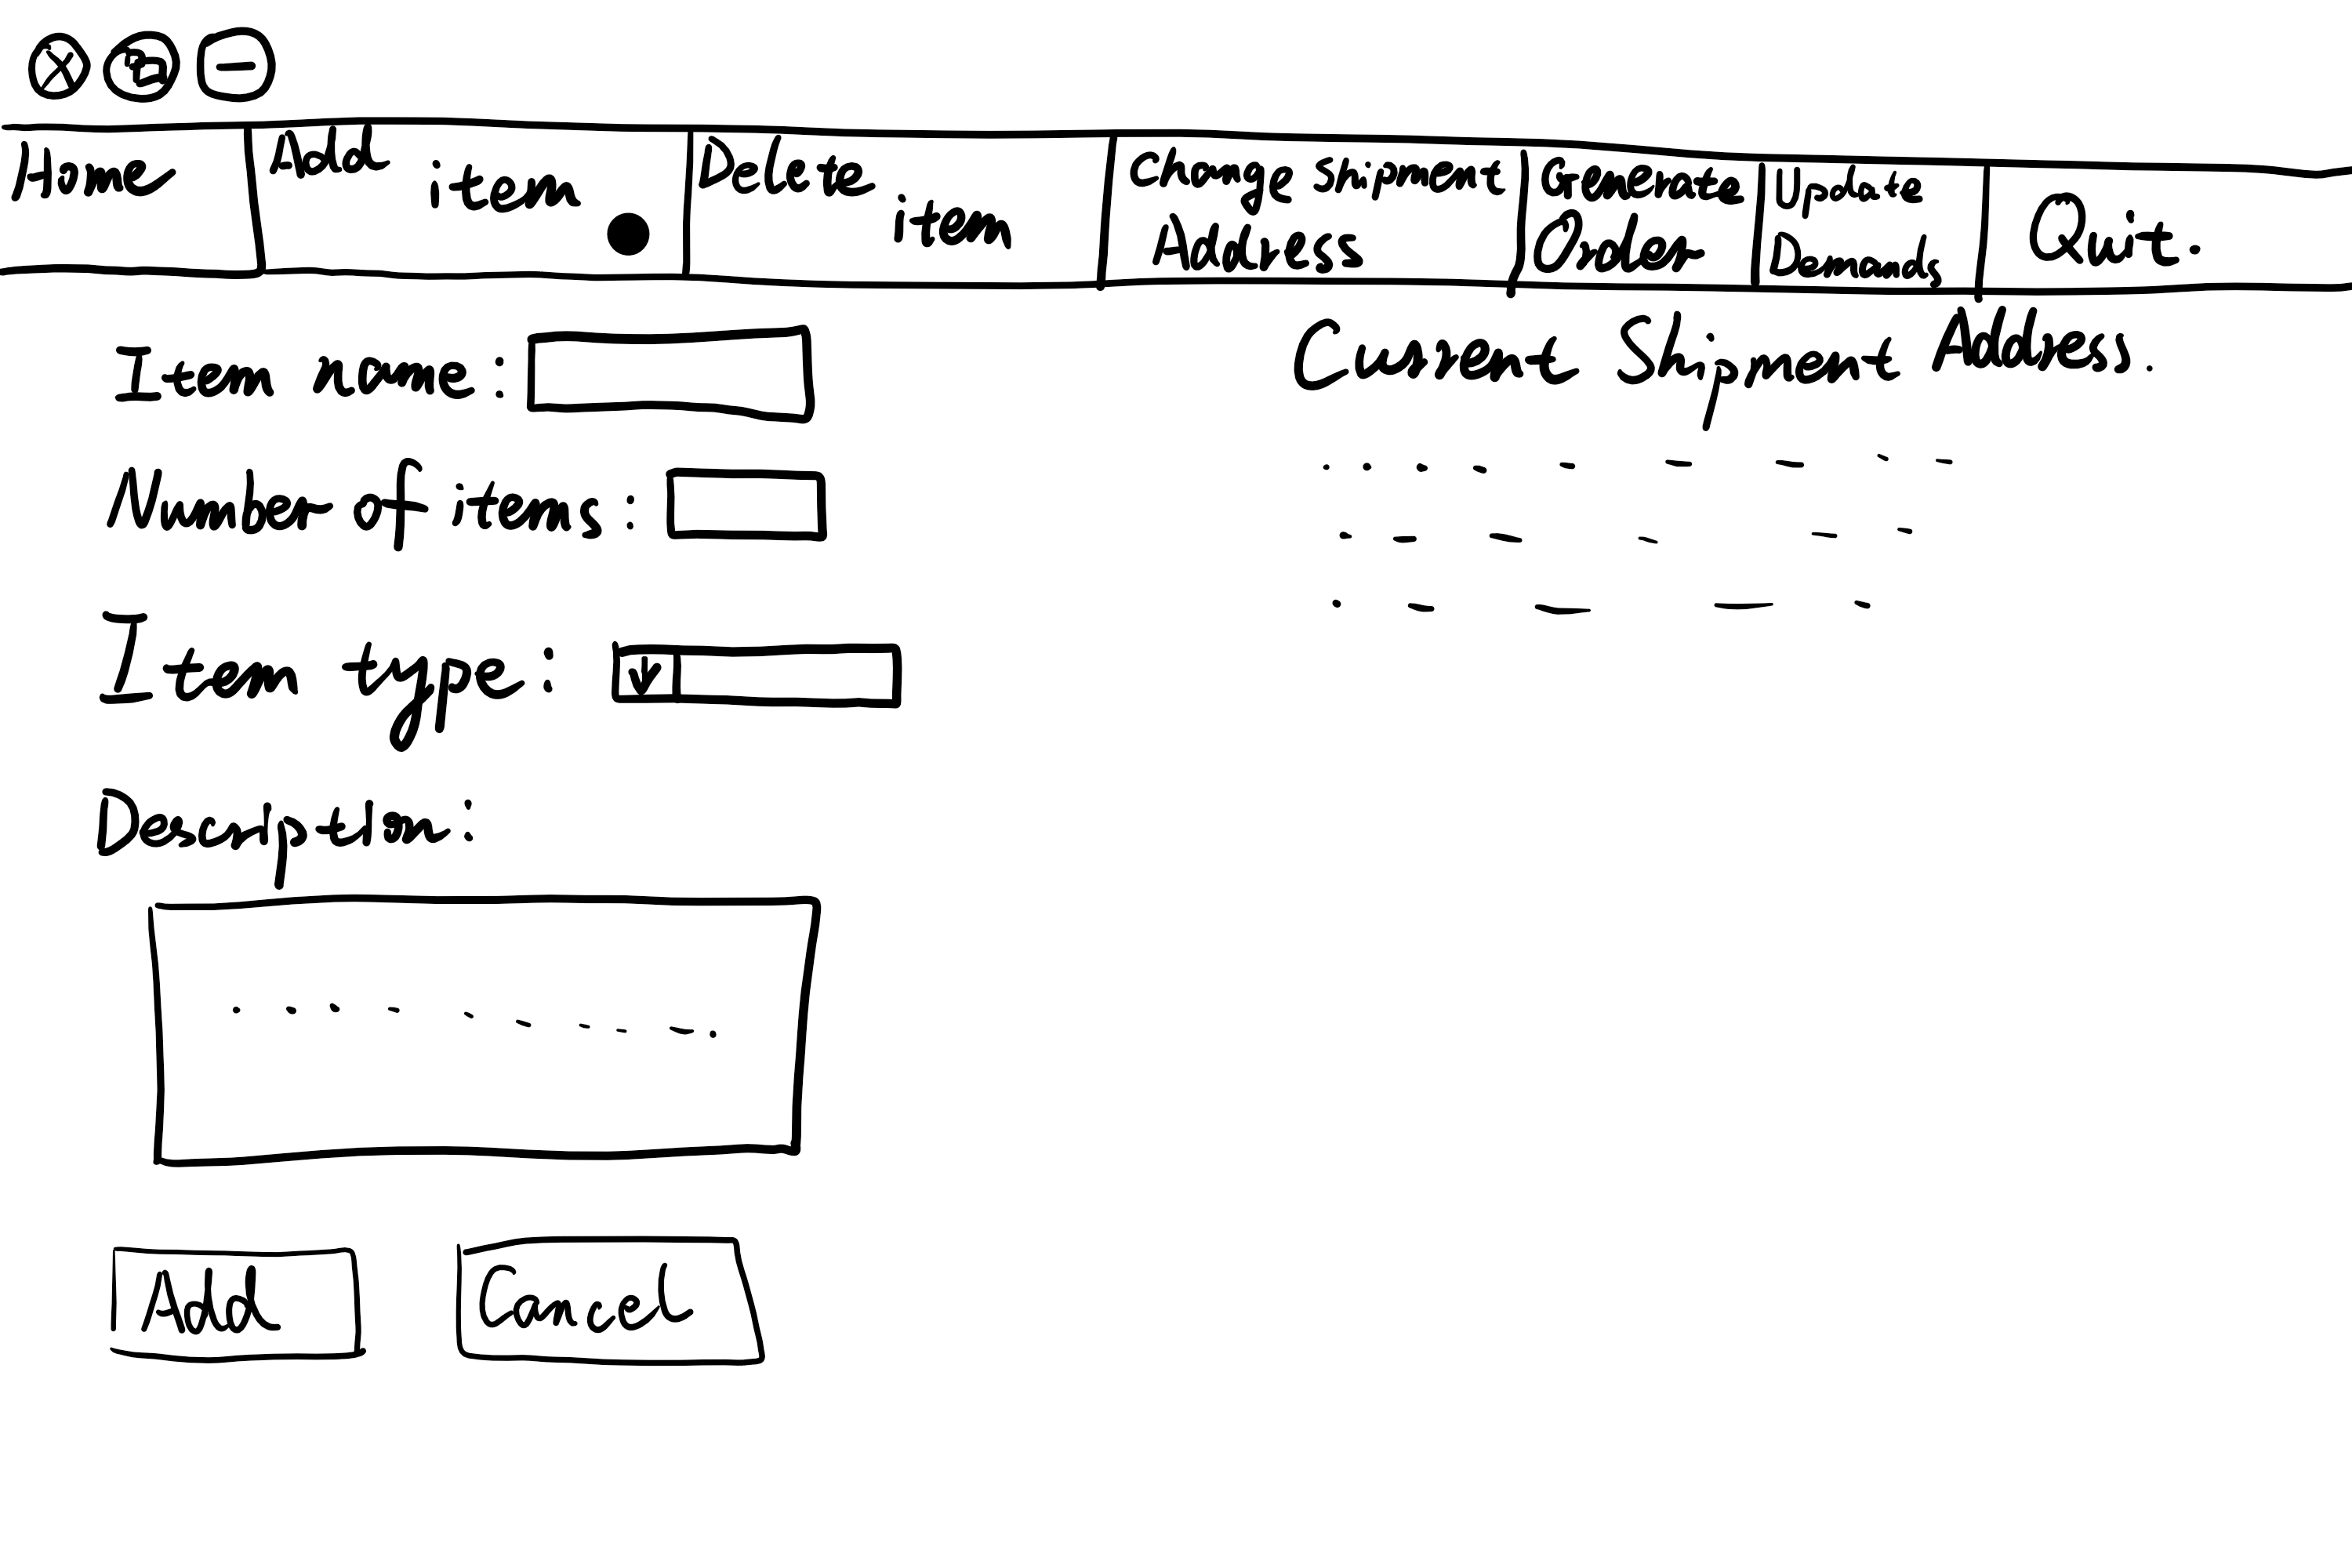 Home Add item Delete item Change shipment Address Generate Order Update Demands Quit.
Item name:
Current Shipment Address.
Number of items:
Item type:
Description:
Add Cancel